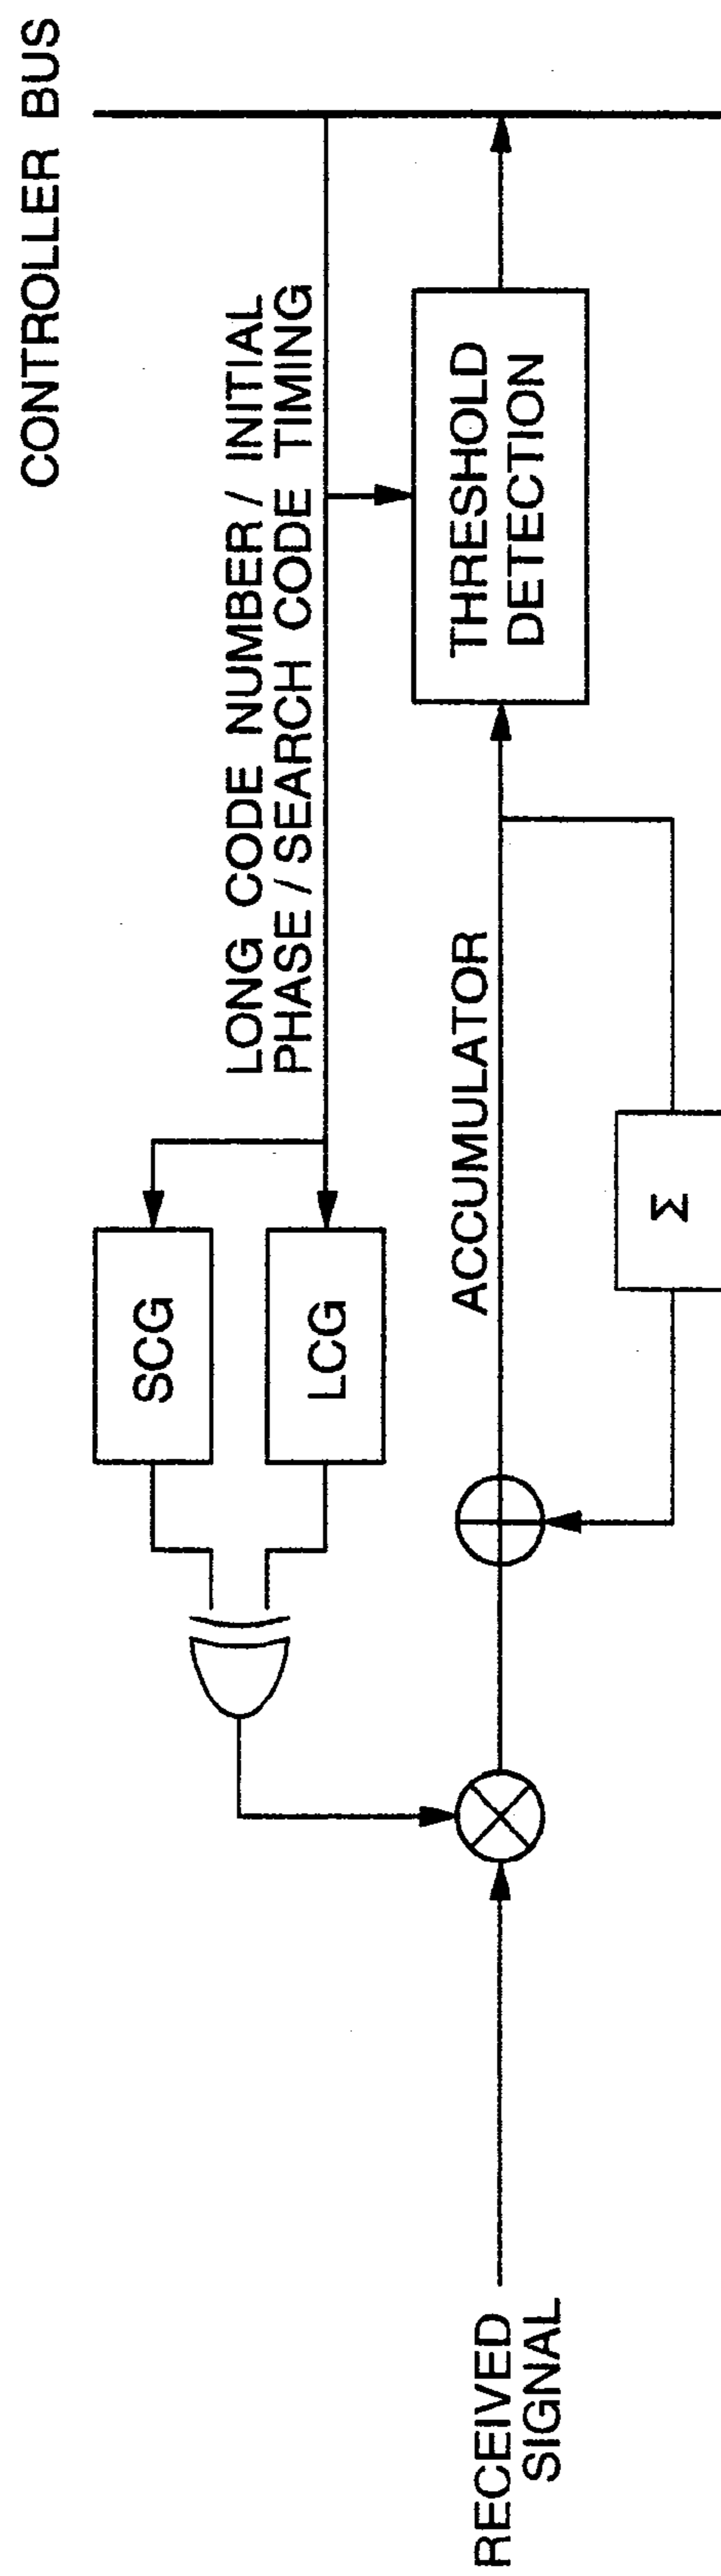 CONTROLLER BUS
LONG CODE NUMBER / INITIAL
PHASE / SEARCH CODE TIMING
SCG
LCG
ACCUMULATOR
THRESHOLD
DETECTION
Σ
RECEIVED
SIGNAL